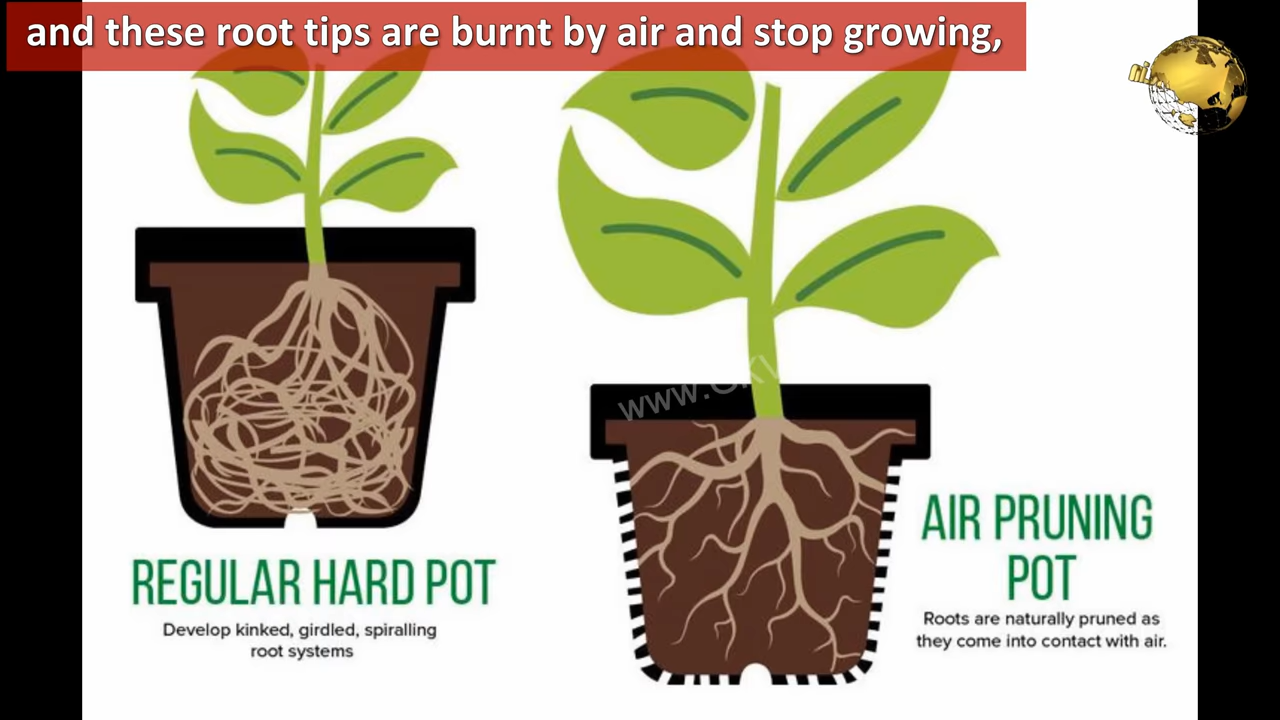 and these root tips are burnt by air and stop growing,
REGULAR HARD POT
Develop kinked, girdled, spiralling
root systems
AIR PRUNING
POT
Roots are naturally pruned as
they come into contact with air.